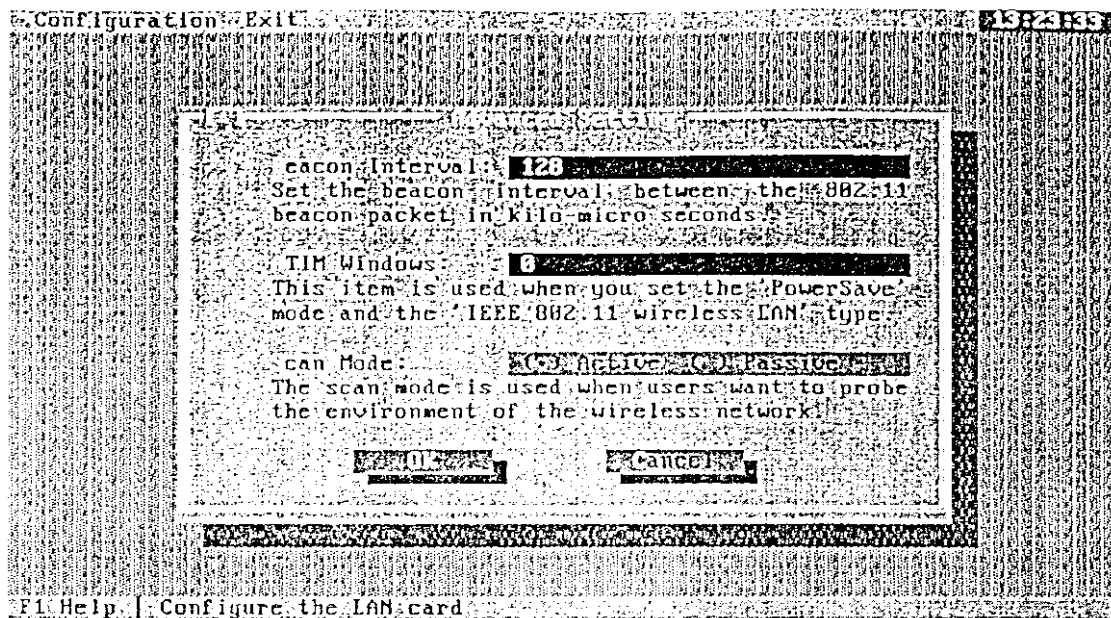 Configuration Exit 13:23:33
Advanced Setting
eacon Interval: 128
Set the beacon interval between the 802.11
beacon packet in kilo-micro seconds
TIM Windows: 0
This item is used when you set the 'PowerSave'
mode and the 'IEEE 802.11 wireless LAN' type.
can Mode: (•) Active ( ) Passive
The scan mode is used when users want to probe
the environment of the wireless network.
OK Cancel
F1 Help | Configure the LAN card